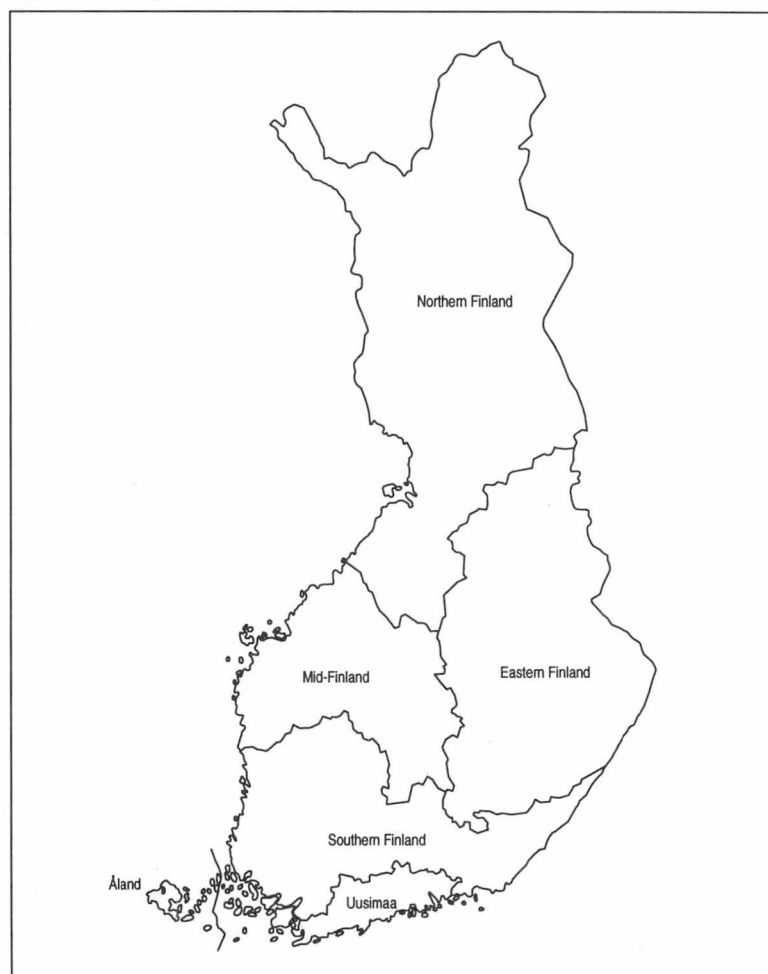 Northern Finland
Mid-Finland
Eastern Finland
Southern Finland
Åland
Uusimaa